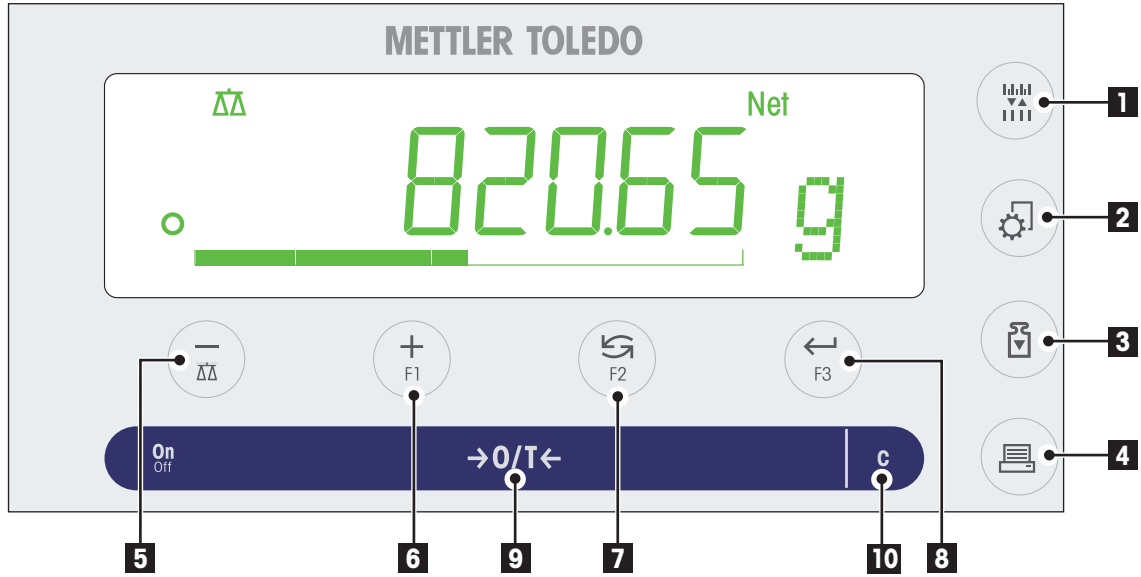 METTLER TOLEDO
Net
820.65 g
1
2
3
4
F1
F2
F3
On
Off
→0/T←
C
5
6
9
7
10
8